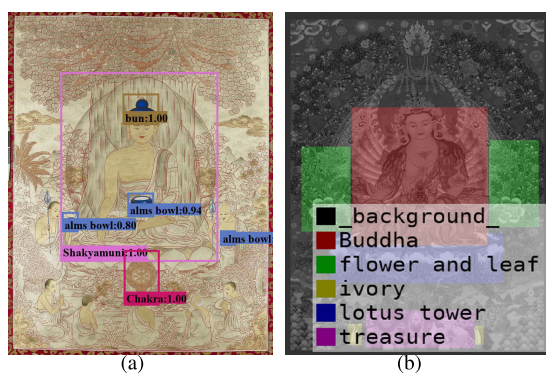 bun:1.00
alms bowl:0.94
alms bowl:0.80
alms bowl
Shakyamuni:1.00
Chakra:1.00
_background_
Buddha
flower and leaf
ivory
lotus tower
treasure
(a)
(b)